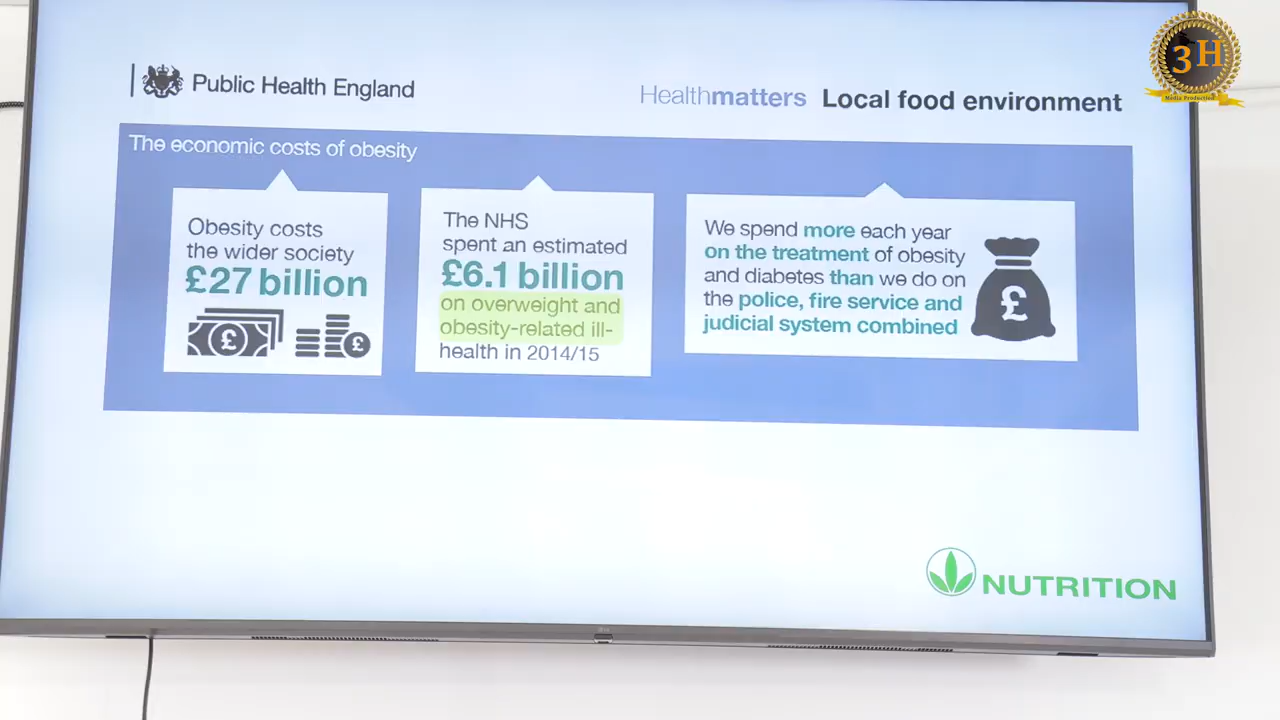 Public Health England
Healthmatters Local food environment
The economic costs of obesity
Obesity costs
the wider society
£27 billion
£
£
The NHS
spent an estimated
£6.1 billion
on overweight and
obesity-related ill-
health in 2014/15
We spend more each year
on the treatment of obesity
and diabetes than we do on
the police, fire service and
judicial system combined
£
NUTRITION
3H
Media Production